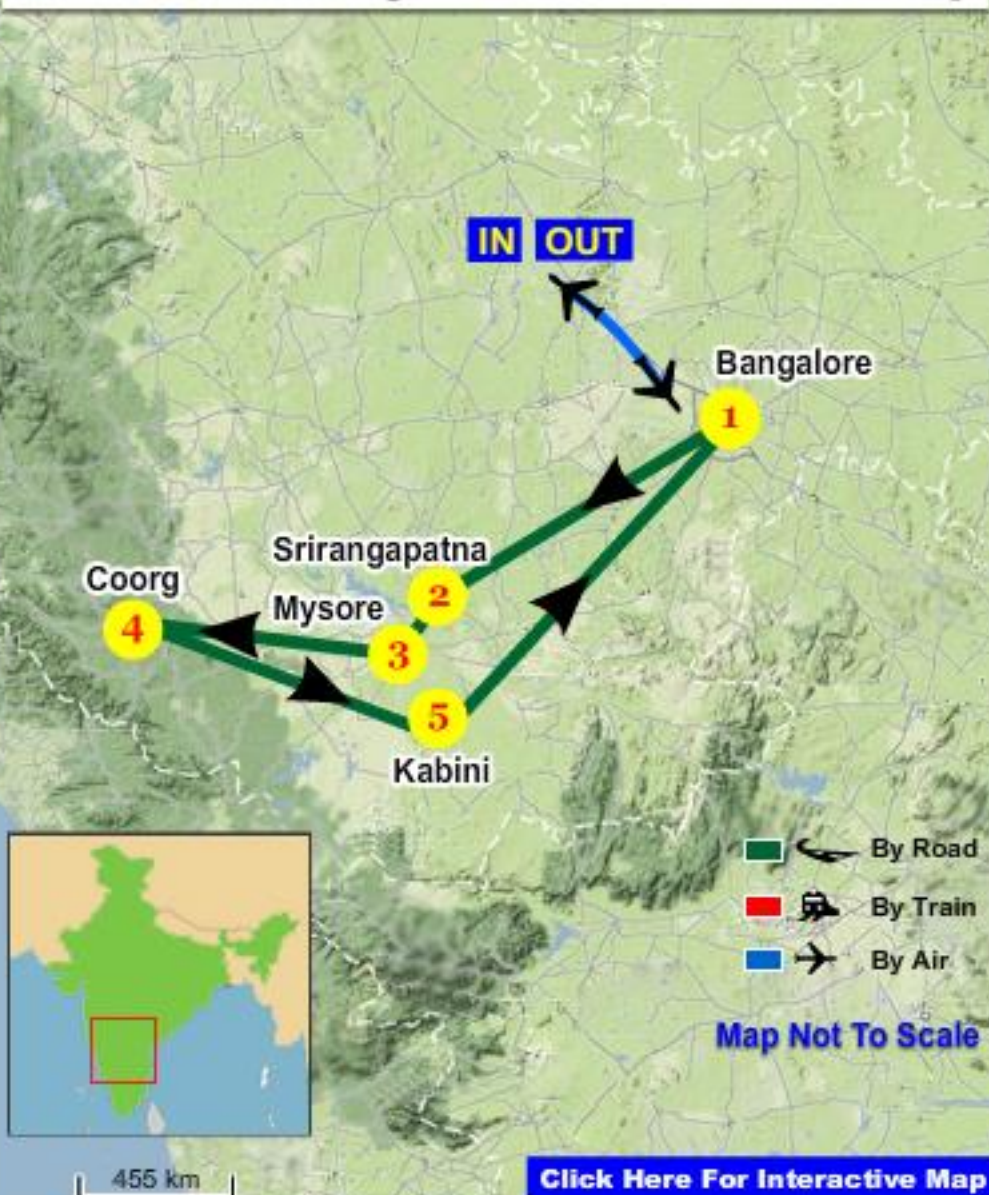 IN OUT
Bangalore
1
Srirangapatna
2
Coorg
4
Mysore
3
5
Kabini
By Road
By Train
By Air
Map Not To Scale
455 km
Click Here For Interactive Map